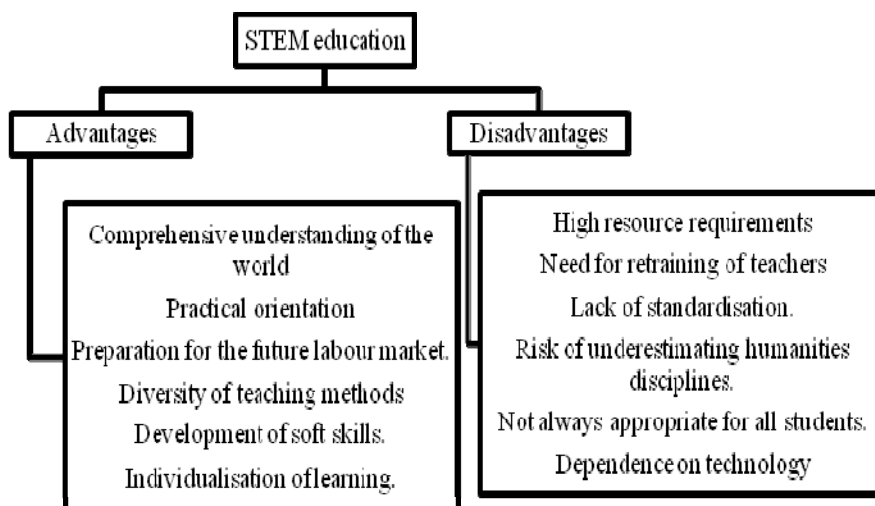 STEM education
Advantages
Disadvantages
Comprehensive understanding of the
world
Practical orientation
Preparation for the future labour market.
Diversity of teaching methods
Development of soft skills.
Individualisation of learning.
High resource requirements
Need for retraining of teachers
Lack of standardisation.
Risk of underestimating humanities
disciplines.
Not always appropriate for all students.
Dependence on technology